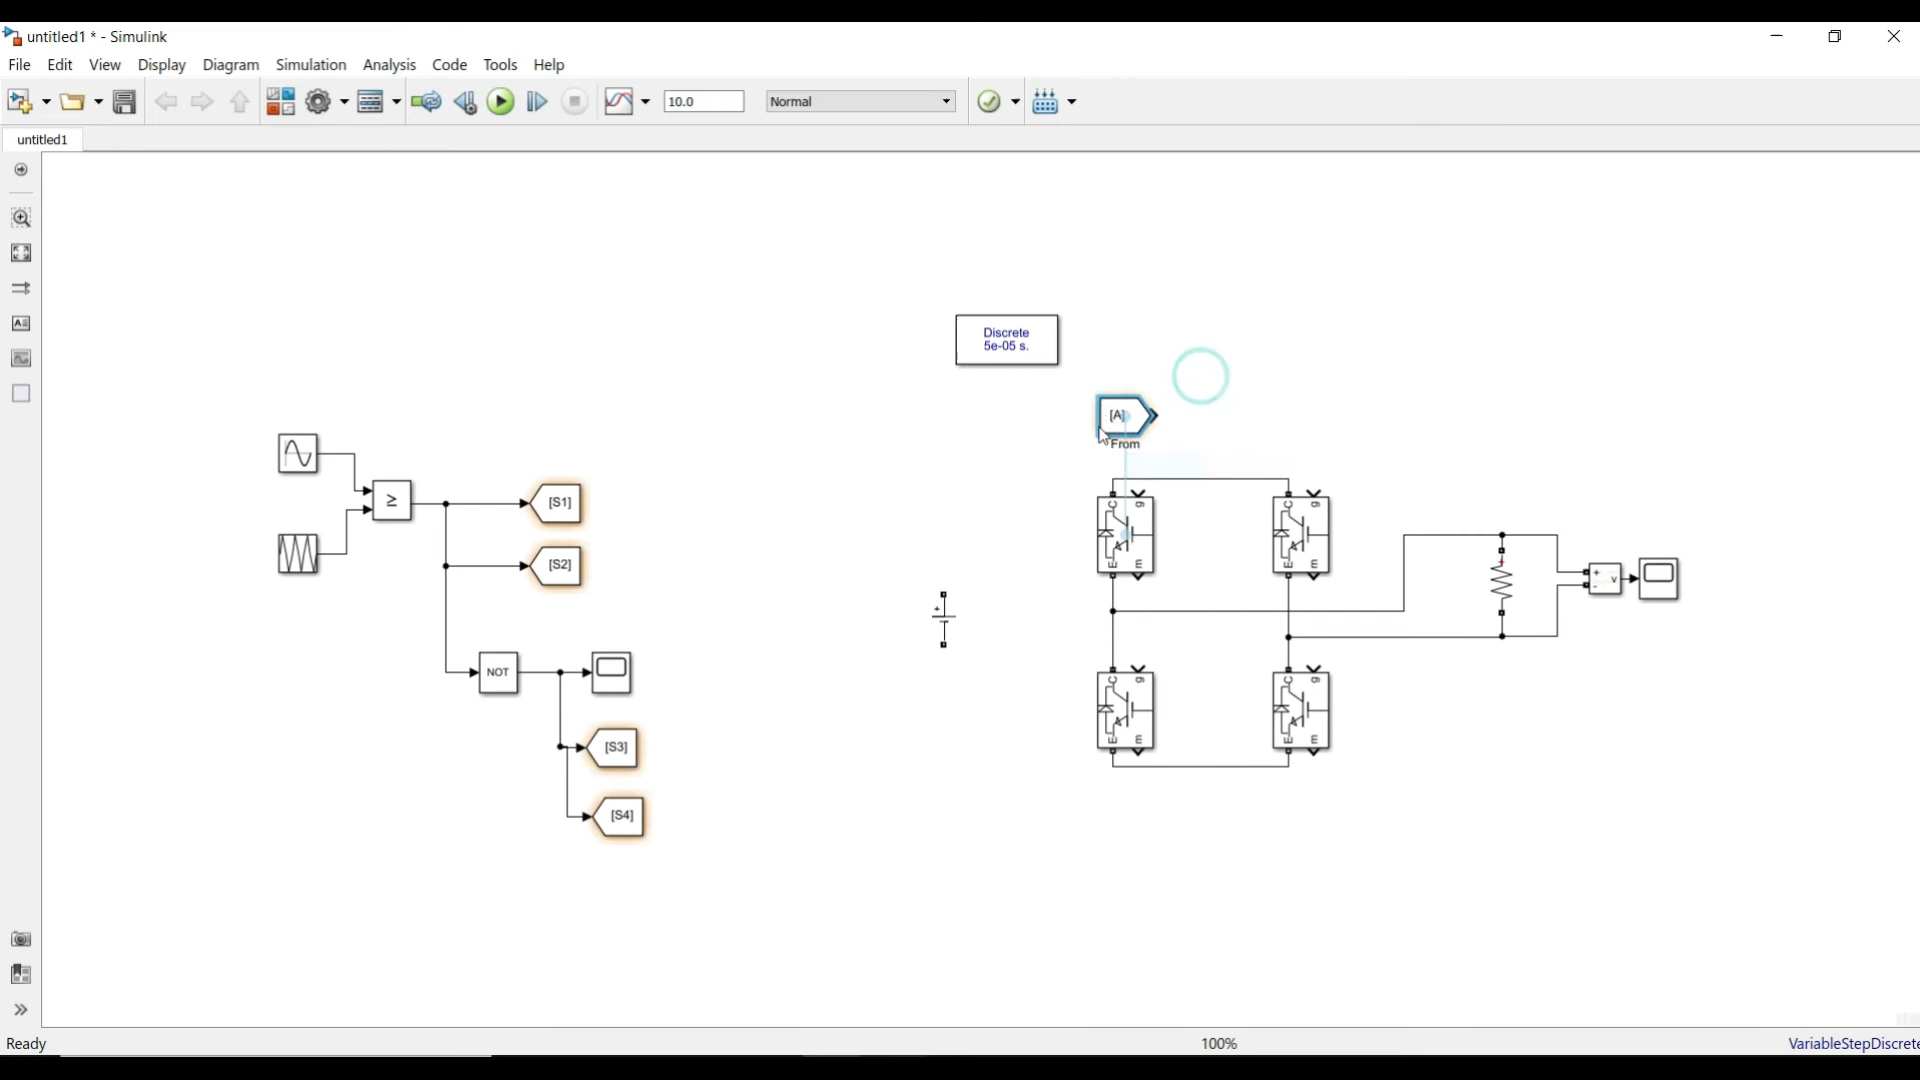 untitled1 * - Simulink
File Edit View Display Diagram Simulation Analysis Code Tools Help
10.0 Normal
untitled1
Discrete
5e-05 s.
[A]
From
≥
[S1]
[S2]
NOT
[S3]
[S4]
C g
E m
C g
E m
C g
E m
C g
E m
+
+
+ v
-
Ready 100% VariableStepDiscrete